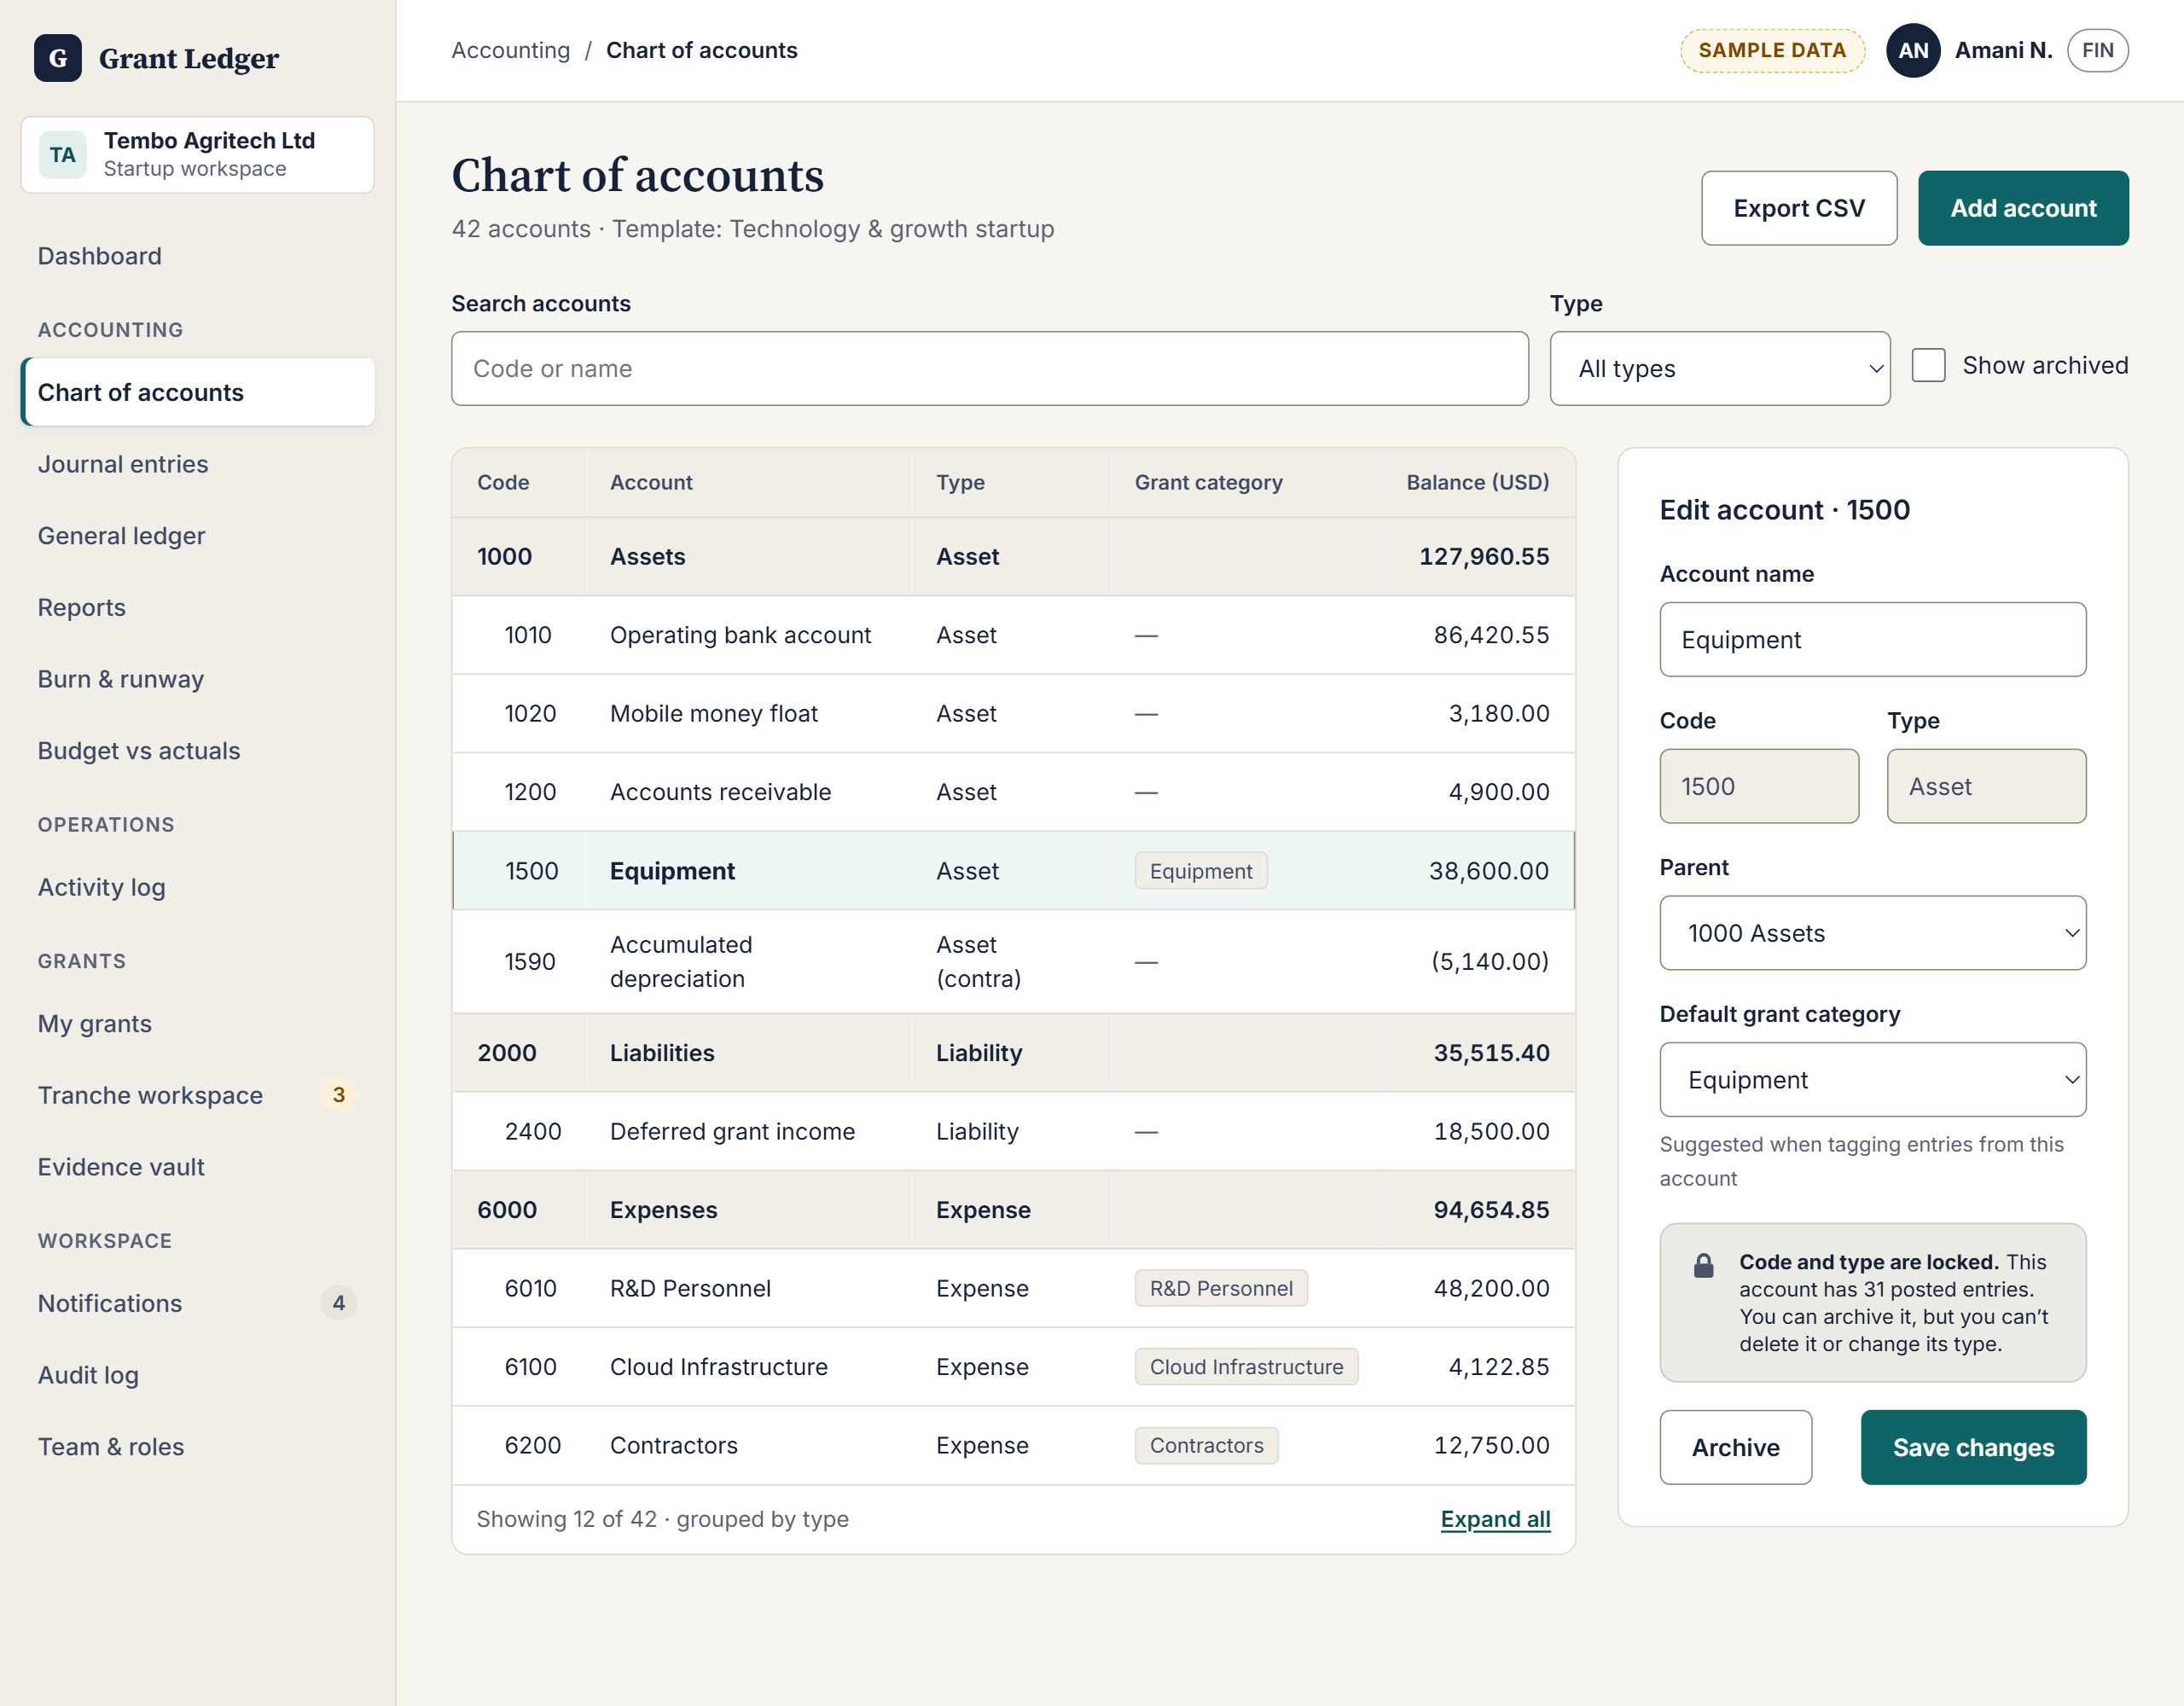 G Grant Ledger
TA Tembo Agritech Ltd
Startup workspace
Dashboard
ACCOUNTING
Chart of accounts
Journal entries
General ledger
Reports
Burn & runway
Budget vs actuals
OPERATIONS
Activity log
GRANTS
My grants
Tranche workspace 3
Evidence vault
WORKSPACE
Notifications 4
Audit log
Team & roles
Accounting / Chart of accounts
SAMPLE DATA AN Amani N. FIN
Chart of accounts
42 accounts · Template: Technology & growth startup
Export CSV Add account
Search accounts Type
Code or name All types Show archived
Code Account Type Grant category Balance (USD)
1000 Assets Asset 127,960.55
1010 Operating bank account Asset — 86,420.55
1020 Mobile money float Asset — 3,180.00
1200 Accounts receivable Asset — 4,900.00
1500 Equipment Asset Equipment 38,600.00
1590 Accumulated depreciation Asset (contra) — (5,140.00)
2000 Liabilities Liability 35,515.40
2400 Deferred grant income Liability — 18,500.00
6000 Expenses Expense 94,654.85
6010 R&D Personnel Expense R&D Personnel 48,200.00
6100 Cloud Infrastructure Expense Cloud Infrastructure 4,122.85
6200 Contractors Expense Contractors 12,750.00
Showing 12 of 42 · grouped by type Expand all
Edit account · 1500
Account name
Equipment
Code Type
1500 Asset
Parent
1000 Assets
Default grant category
Equipment
Suggested when tagging entries from this
account
Code and type are locked. This
account has 31 posted entries.
You can archive it, but you can’t
delete it or change its type.
Archive Save changes